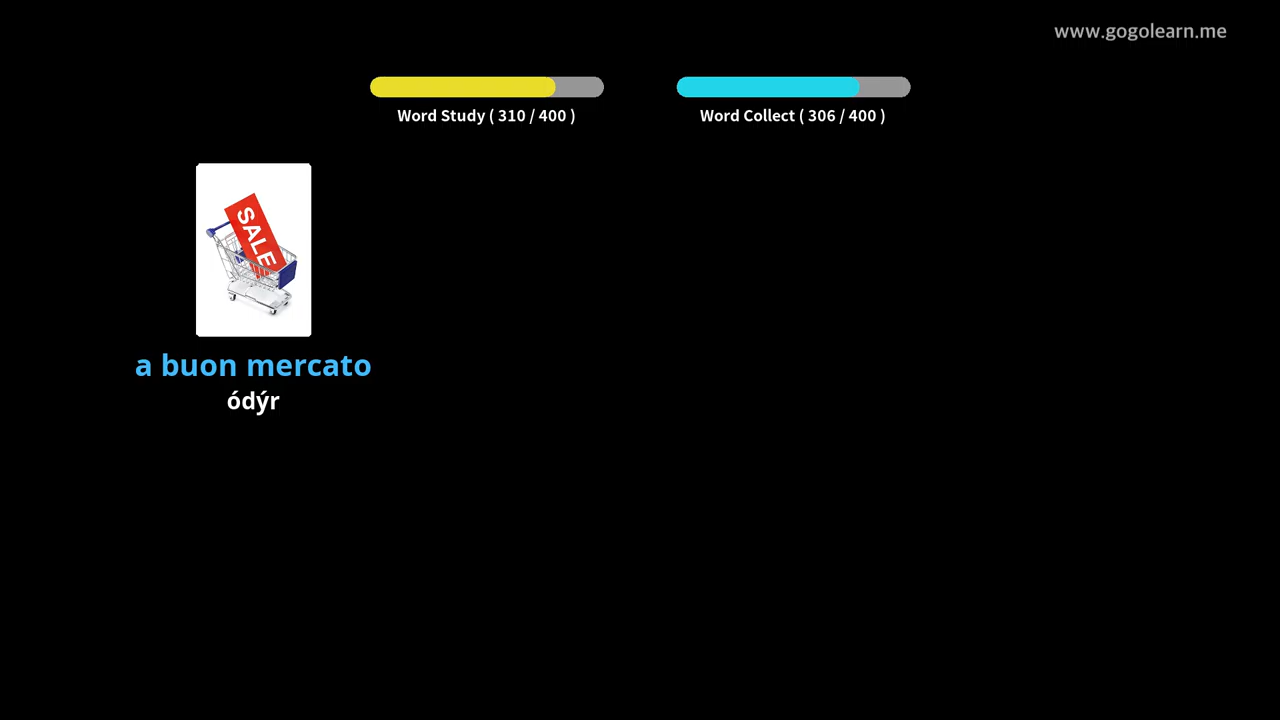 www.gogolearn.me
Word Study ( 310 / 400 )
Word Collect ( 306 / 400 )
SALE
a buon mercato
ódýr